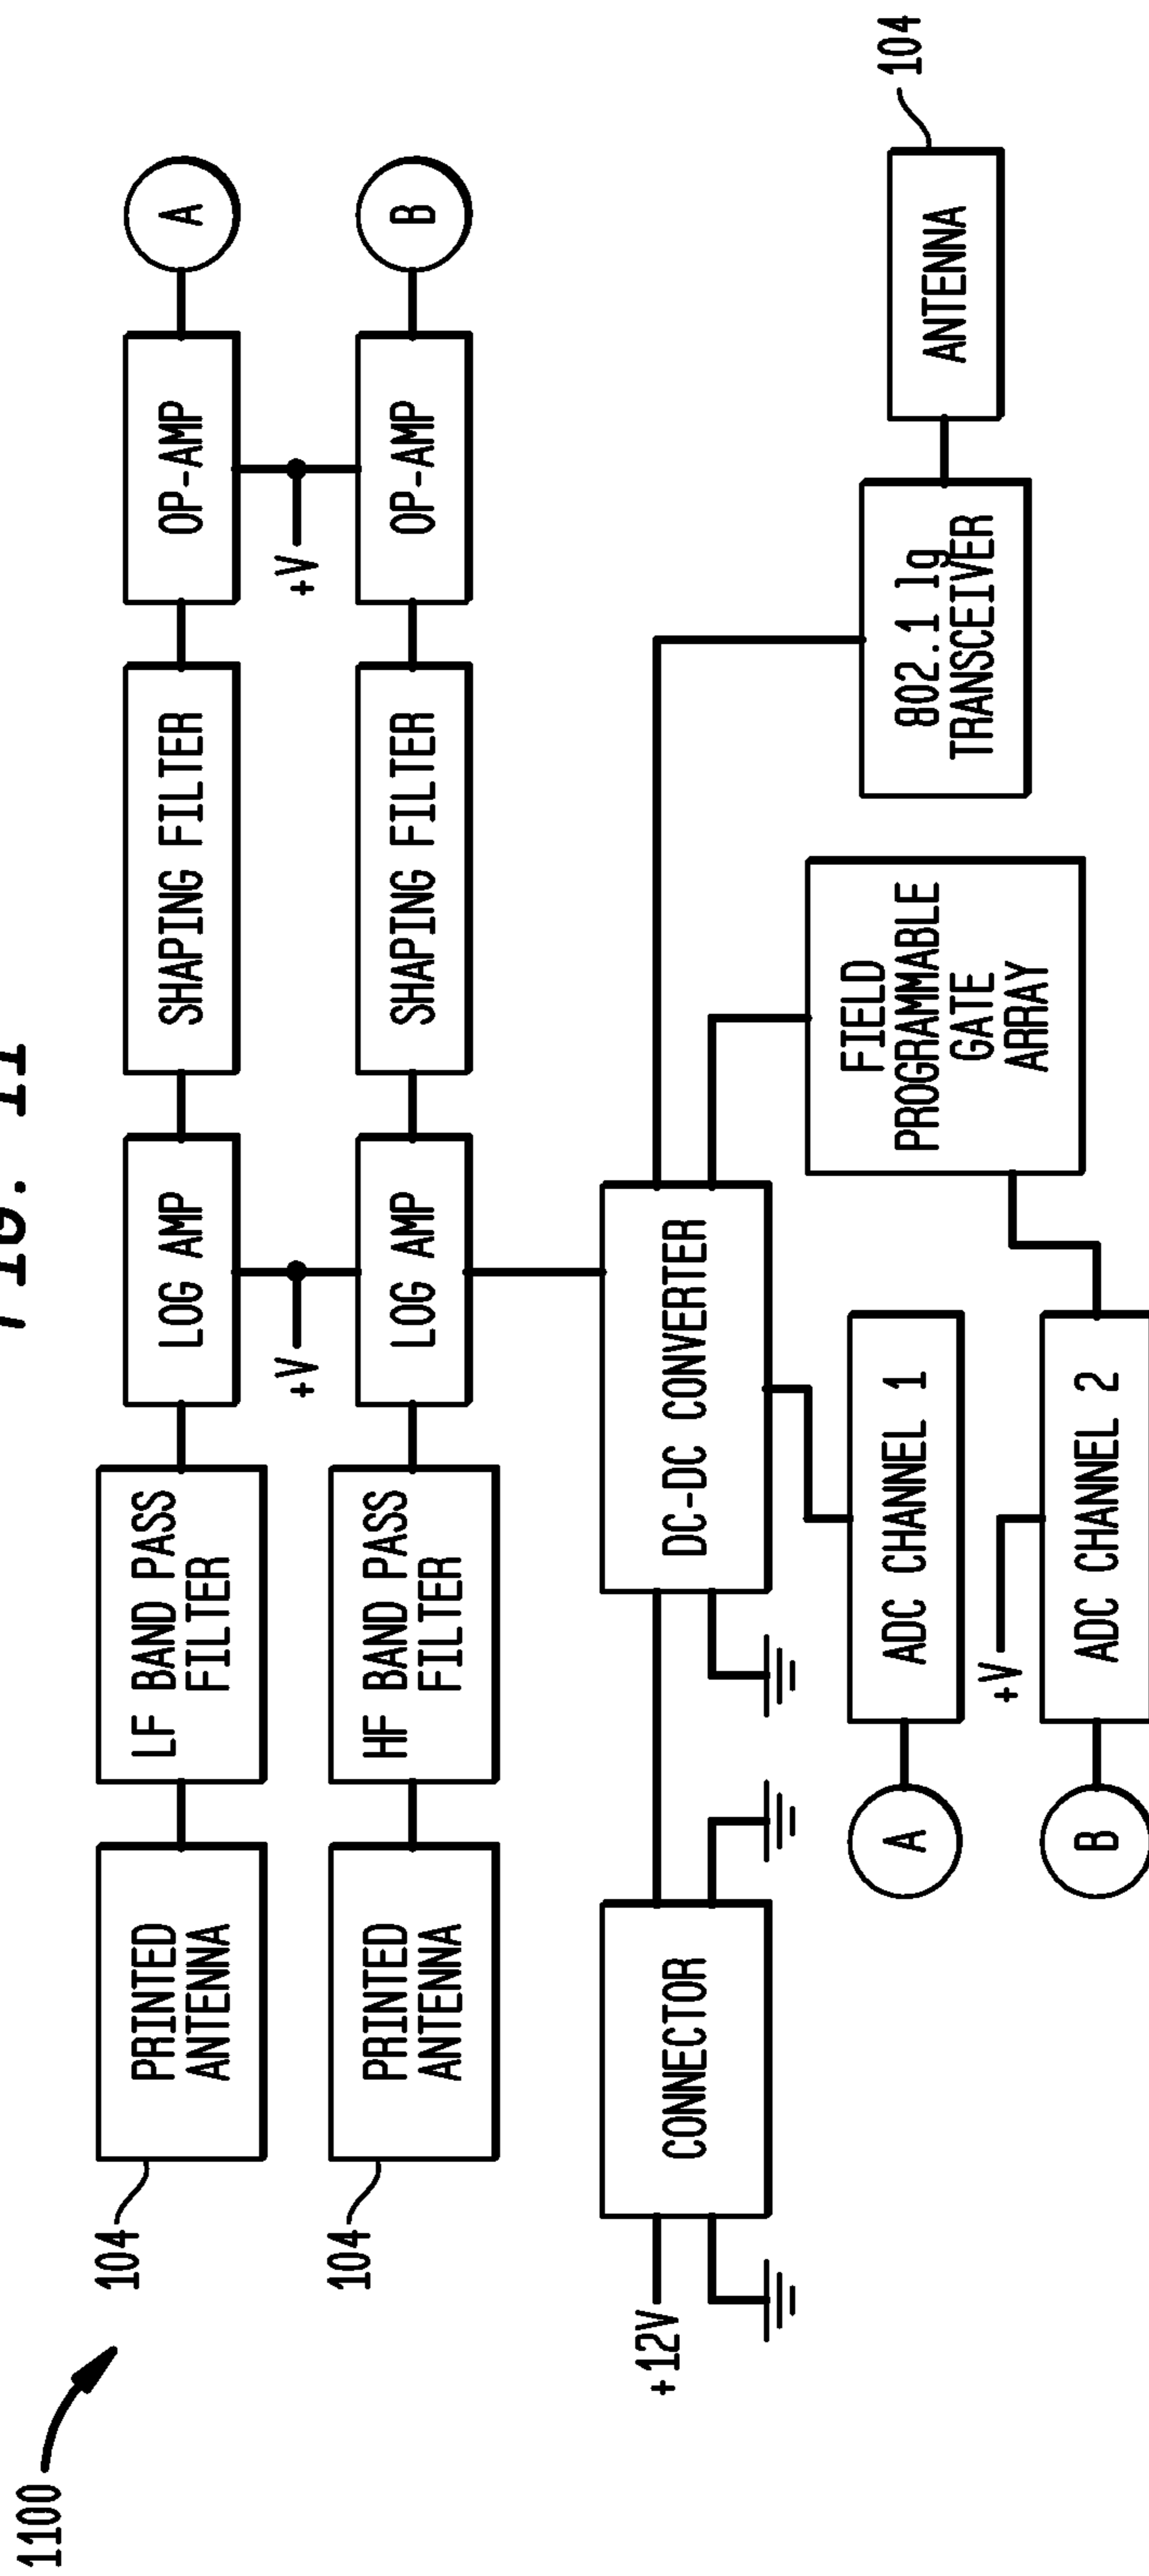 FIG. 11
1100
104
PRINTED
ANTENNA
LF BAND PASS
FILTER
LOG AMP
SHAPING FILTER
OP-AMP
A
+V
+V
104
PRINTED
ANTENNA
HF BAND PASS
FILTER
LOG AMP
SHAPING FILTER
OP-AMP
B
+12V
CONNECTOR
DC-DC CONVERTER
A
ADC CHANNEL 1
+V
B
ADC CHANNEL 2
FIELD
PROGRAMMABLE
GATE
ARRAY
802.1 lg
TRANSCEIVER
ANTENNA
104